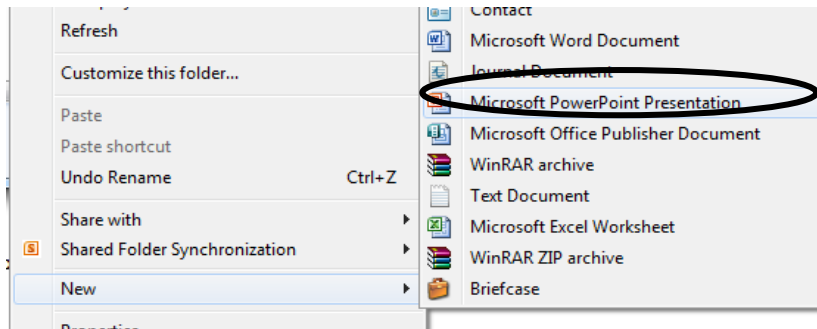 Refresh
Customize this folder...
Paste
Paste shortcut
Undo Rename Ctrl+Z
Share with
Shared Folder Synchronization
New
Properties
Contact
Microsoft Word Document
Journal Document
Microsoft PowerPoint Presentation
Microsoft Office Publisher Document
WinRAR archive
Text Document
Microsoft Excel Worksheet
WinRAR ZIP archive
Briefcase